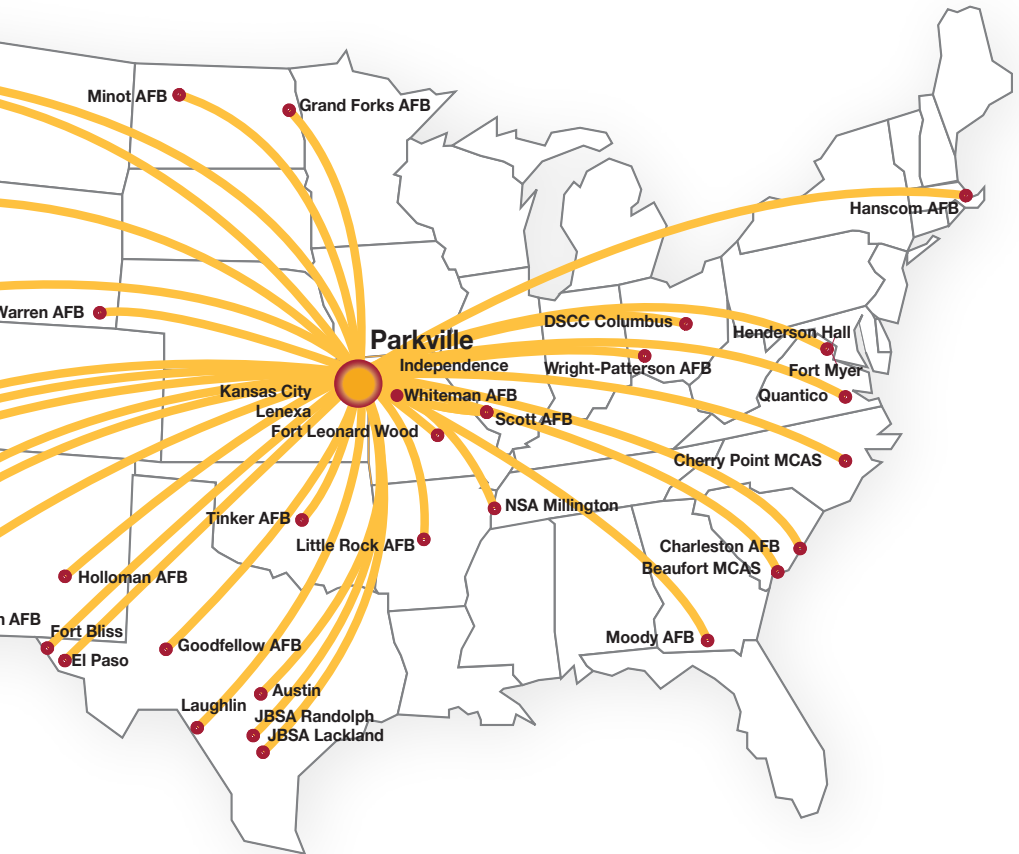 Minot AFB
Grand Forks AFB
Hanscom AFB
Warren AFB
DSCC Columbus
Henderson Hall
Parkville
Independence
Wright-Patterson AFB
Fort Myer
Kansas City
Whiteman AFB
Quantico
Lenexa
Scott AFB
Fort Leonard Wood
Cherry Point MCAS
NSA Millington
Tinker AFB
Little Rock AFB
Charleston AFB
Beaufort MCAS
Holloman AFB
n AFB
Fort Bliss
Moody AFB
Goodfellow AFB
El Paso
Austin
Laughlin
JBSA Randolph
JBSA Lackland